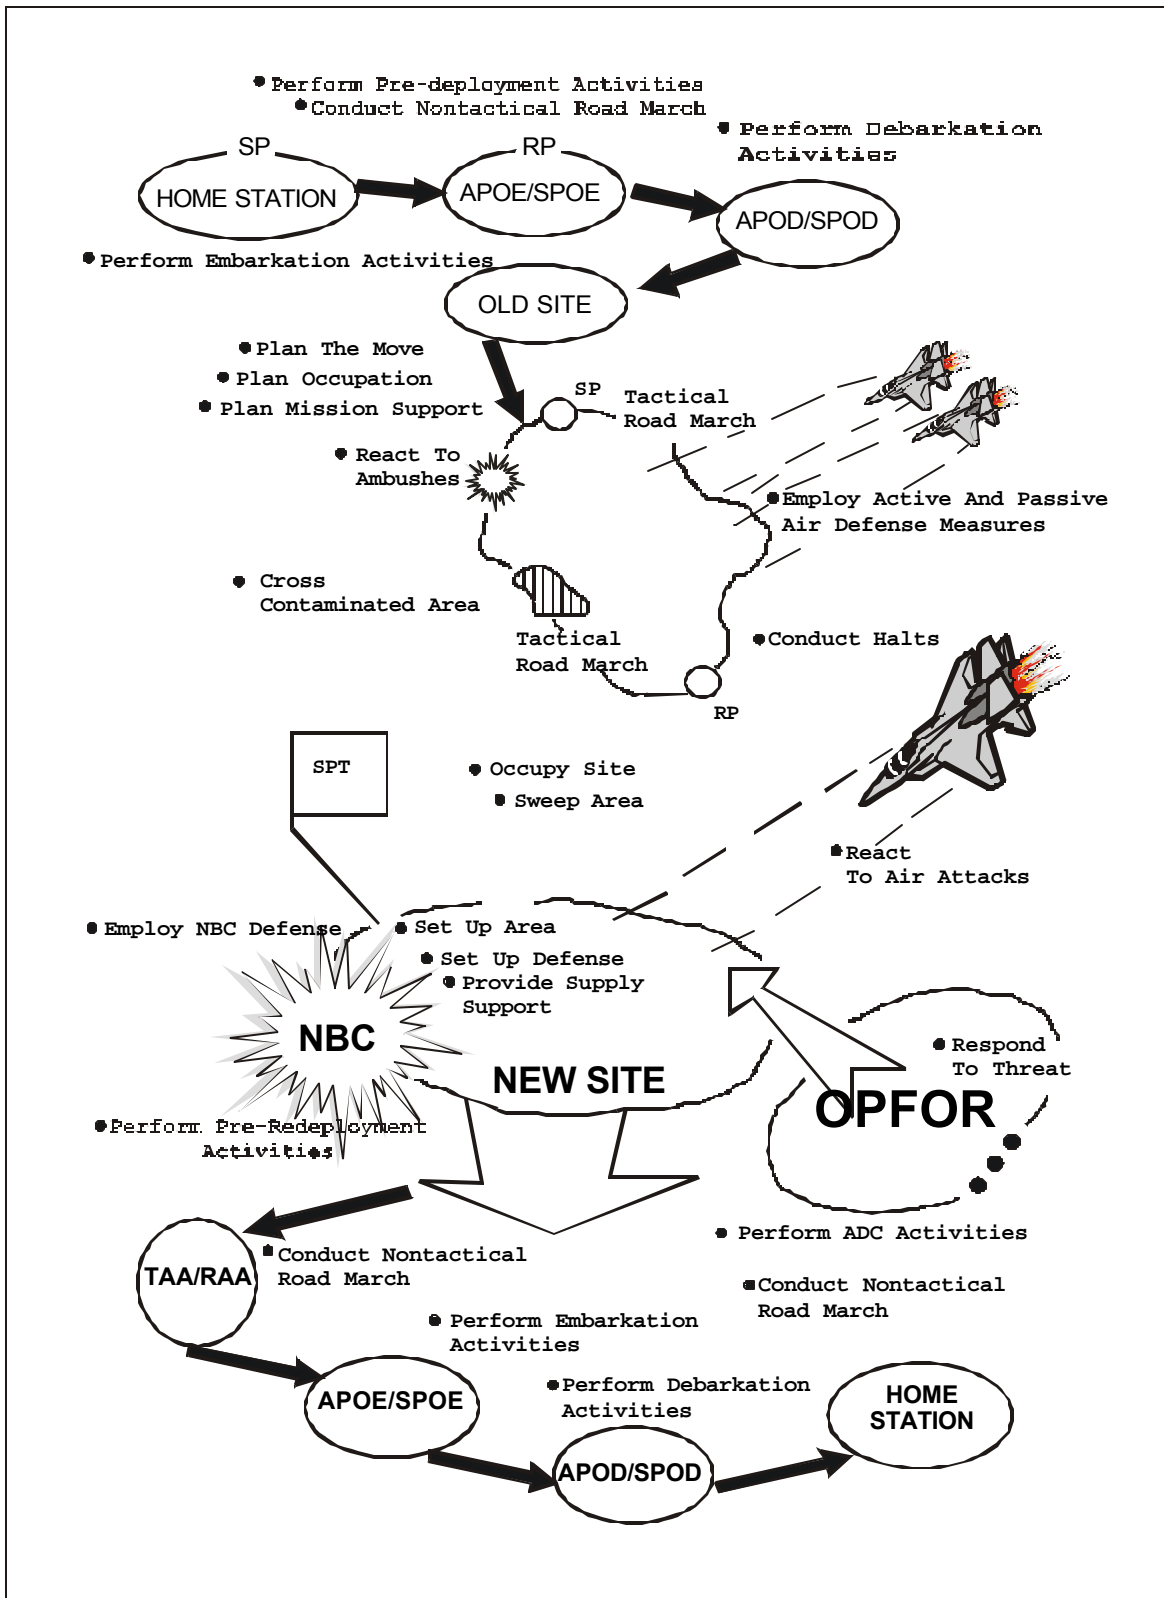 Perform Pre-deployment Activities
Conduct Nontactical Road March
Perform Debarkation
Activities
SP
RP
HOME STATION
APOE/SPOE
APOD/SPOD
Perform Embarkation Activities
OLD SITE
Plan The Move
Plan Occupation
Plan Mission Support
SP
Tactical
Road March
React To
Ambushes
Employ Active And Passive
Air Defense Measures
Cross
Contaminated Area
Tactical
Road March
Conduct Halts
RP
SPT
Occupy Site
Sweep Area
React
To Air Attacks
Employ NBC Defense
Set Up Area
Set Up Defense
Provide Supply
Support
NBC
NEW SITE
Respond
To Threat
OPFOR
Perform Pre-Redeployment
Activities
Perform ADC Activities
TAA/RAA
Conduct Nontactical
Road March
Conduct Nontactical
Road March
Perform Embarkation
Activities
APOE/SPOE
Perform Debarkation
Activities
HOME
STATION
APOD/SPOD